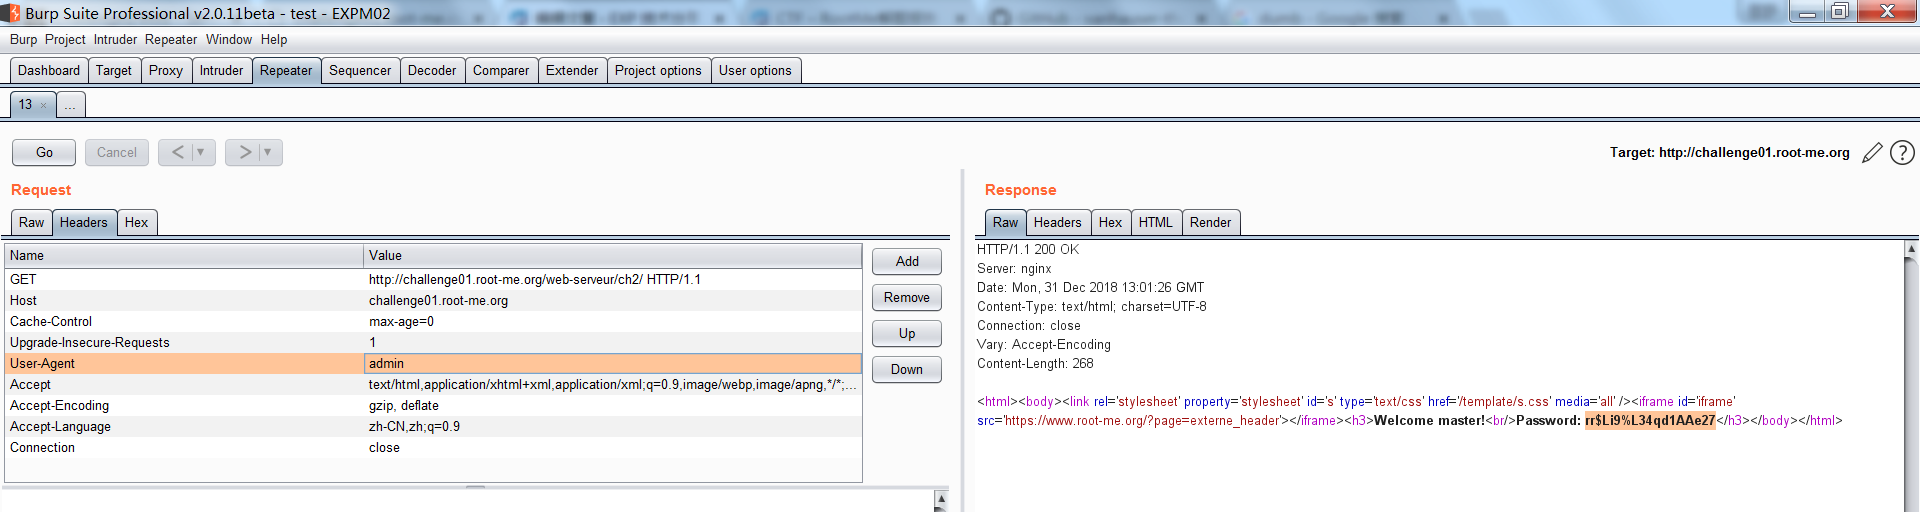 Burp Suite Professional v2.0.11beta - test - EXPM02
Burp Project Intruder Repeater Window Help
Dashboard Target Proxy Intruder Repeater Sequencer Decoder Comparer Extender Project options User options
13 × ...
Go Cancel < ▼ > ▼ Target: http://challenge01.root-me.org ?
Request
Raw Headers Hex
Name Value
GET http://challenge01.root-me.org/web-serveur/ch2/ HTTP/1.1
Host challenge01.root-me.org
Cache-Control max-age=0
Upgrade-Insecure-Requests 1
User-Agent admin
Accept text/html,application/xhtml+xml,application/xml;q=0.9,image/webp,image/apng,*/*;...
Accept-Encoding gzip, deflate
Accept-Language zh-CN,zh;q=0.9
Connection close
Add
Remove
Up
Down
Response
Raw Headers Hex HTML Render
HTTP/1.1 200 OK
Server: nginx
Date: Mon, 31 Dec 2018 13:01:26 GMT
Content-Type: text/html; charset=UTF-8
Connection: close
Vary: Accept-Encoding
Content-Length: 268
<html><body><link rel='stylesheet' property='stylesheet' id='s' type='text/css' href='/template/s.css' media='all' /><iframe id='iframe'
src='https://www.root-me.org/?page=externe_header'></iframe><h3>Welcome master!<br/>Password: rr$Li9%L34qd1AAe27</h3></body></html>